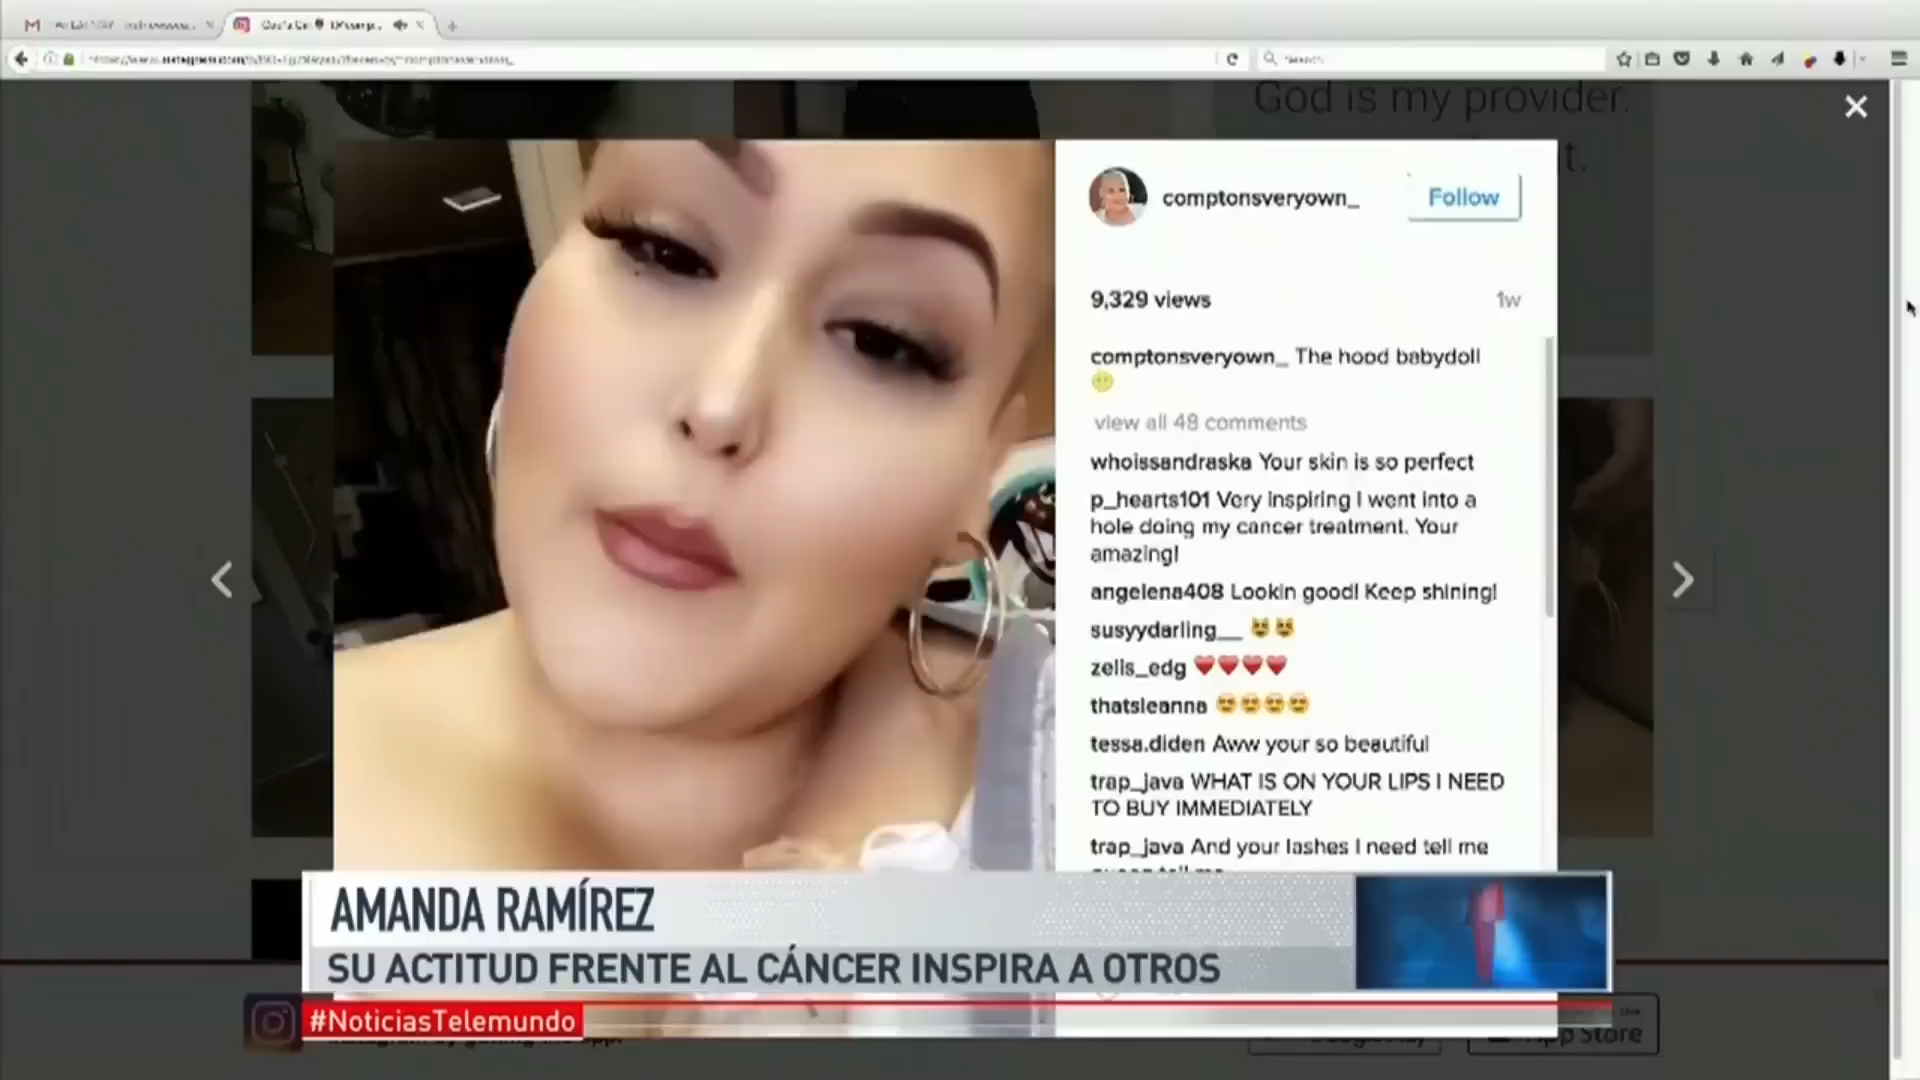 Search
God is my provider.
t.
comptonsveryown_
Follow
9,329 views
1w
comptonsveryown_ The hood babydoll
view all 48 comments
whoissandraska Your skin is so perfect
p_hearts101 Very inspiring I went into a
hole doing my cancer treatment. Your
amazing!
angelena408 Lookin good! Keep shining!
susyydarling__
zells_edg
thatsleanna
tessa.diden Aww your so beautiful
trap_java WHAT IS ON YOUR LIPS I NEED
TO BUY IMMEDIATELY
trap_java And your lashes I need tell me
AMANDA RAMÍREZ
SU ACTITUD FRENTE AL CÁNCER INSPIRA A OTROS
#NoticiasTelemundo
App Store